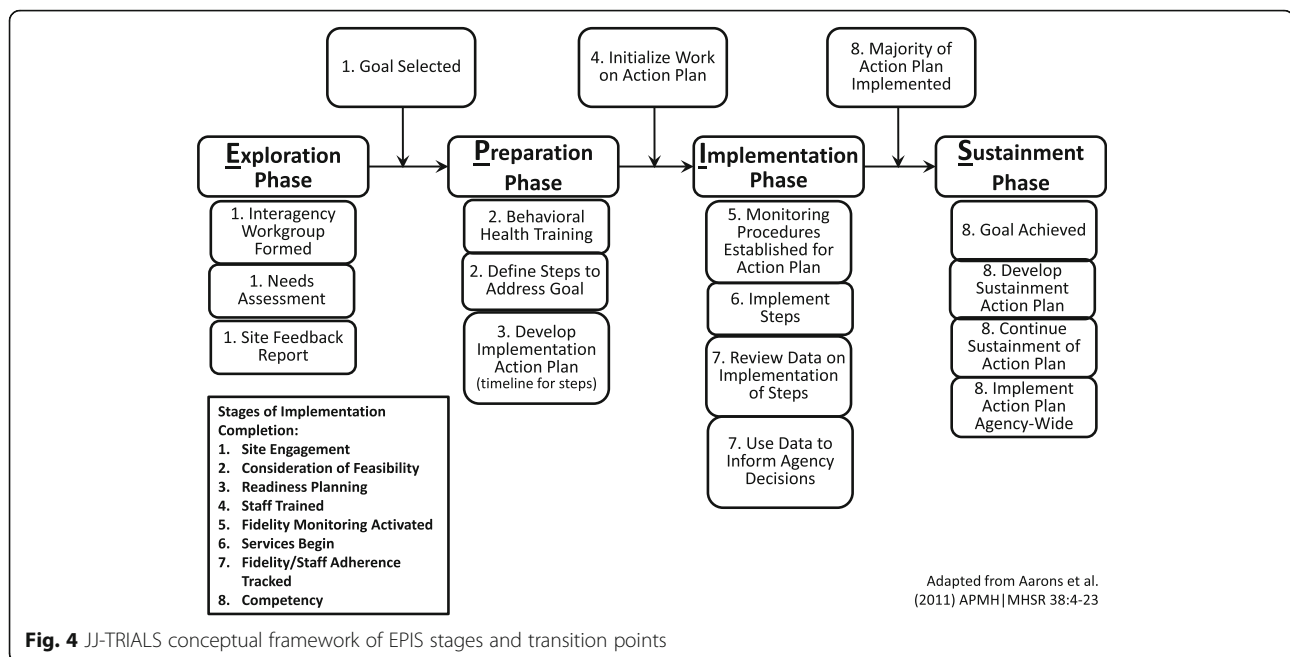 1. Goal Selected
4. Initialize Work
on Action Plan
8. Majority of
Action Plan
Implemented
Exploration
Phase
Preparation
Phase
Implementation
Phase
Sustainment
Phase
1. Interagency
Workgroup
Formed
1. Needs
Assessment
1. Site Feedback
Report
2. Behavioral
Health Training
2. Define Steps to
Address Goal
3. Develop
Implementation
Action Plan
(timeline for steps)
5. Monitoring
Procedures
Established for
Action Plan
6. Implement
Steps
7. Review Data on
Implementation
of Steps
7. Use Data to
Inform Agency
Decisions
8. Goal Achieved
8. Develop
Sustainment
Action Plan
8. Continue
Sustainment of
Action Plan
8. Implement
Action Plan
Agency-Wide
Stages of Implementation
Completion:
1. Site Engagement
2. Consideration of Feasibility
3. Readiness Planning
4. Staff Trained
5. Fidelity Monitoring Activated
6. Services Begin
7. Fidelity/Staff Adherence
Tracked
8. Competency
Adapted from Aarons et al.
(2011) APMH|MHSR 38:4-23
Fig. 4 JJ-TRIALS conceptual framework of EPIS stages and transition points